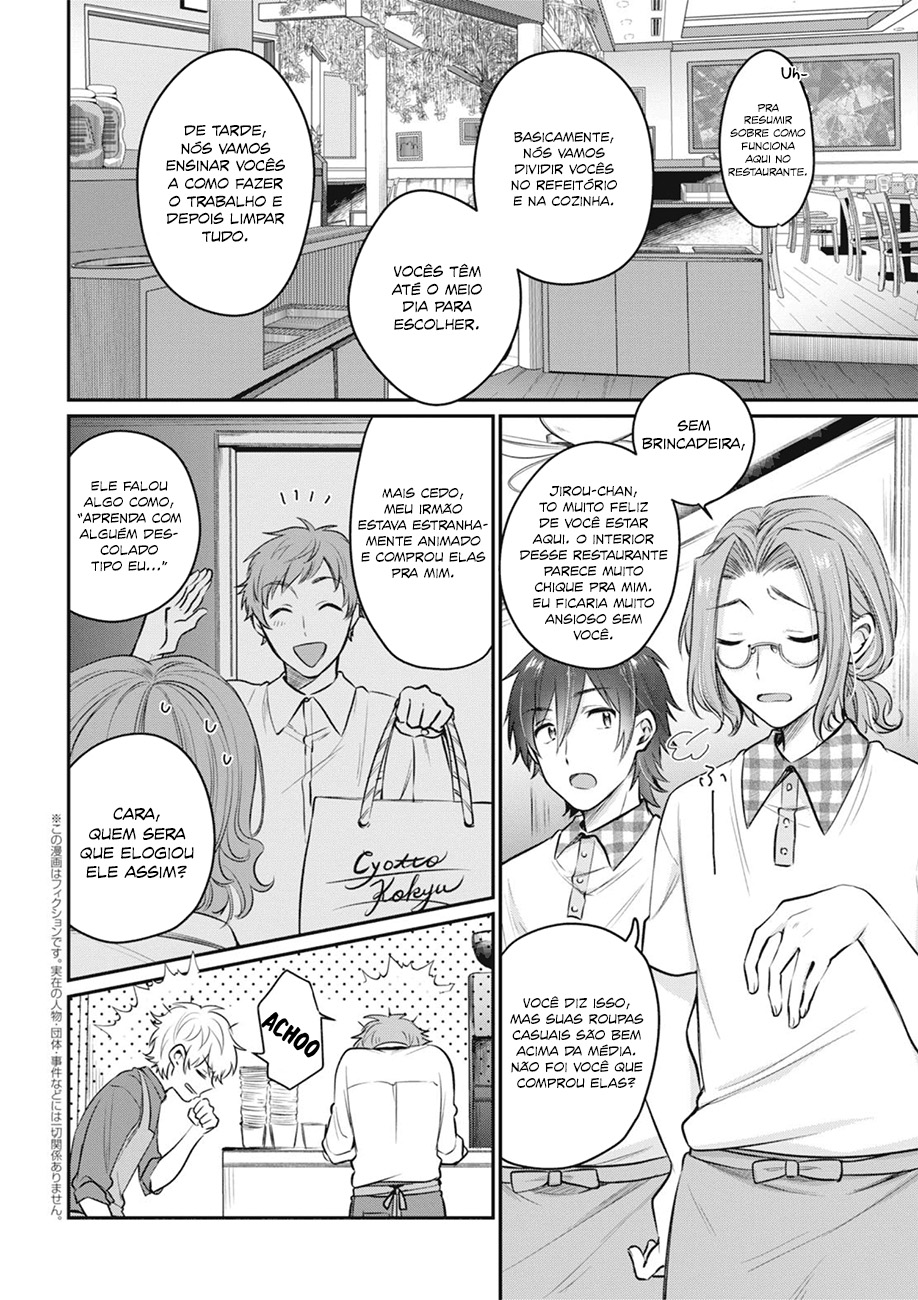 Uh-
PRA
RESUMIR
SOBRE COMO
FUNCIONA
AQUI NO
RESTAURANTE.
BASICAMENTE,
NÓS VAMOS
DIVIDIR VOCÊS
NO REFEITÓRIO
E NA COZINHA.
VOCÊS TÊM
ATÉ O MEIO
DIA PARA
ESCOLHER.
DE TARDE,
NÓS VAMOS
ENSINAR VOCÊS
A COMO FAZER
O TRABALHO E
DEPOIS LIMPAR
TUDO.
SEM
BRINCADEIRA,
JIROU-CHAN,
TO MUITO FELIZ
DE VOCÊ ESTAR
AQUI. O INTERIOR
DESSE RESTAURANTE
PARECE MUITO
CHIQUE PRA MIM.
EU FICARIA MUITO
ANSIOSO SEM
VOCÊ.
ふぅー
VOCÊ DIZ ISSO,
MAS SUAS ROUPAS
CASUAIS SÃO BEM
ACIMA DA MÉDIA.
NÃO FOI VOCÊ QUE
COMPROU ELAS?
MAIS CEDO,
MEU IRMÃO
ESTAVA ESTRANHA-
MENTE ANIMADO
E COMPROU ELAS
PRA MIM.
ELE FALOU
ALGO COMO,
"APRENDA COM
ALGUÉM DES-
COLADO
TIPO EU..."
CARA,
QUEM SERA
QUE ELOGIOU
ELE ASSIM?
Cyotto
Kokyu
ACHOO
※この漫画はフィクションです。実在の人物・団体・事件などには一切関係ありません。